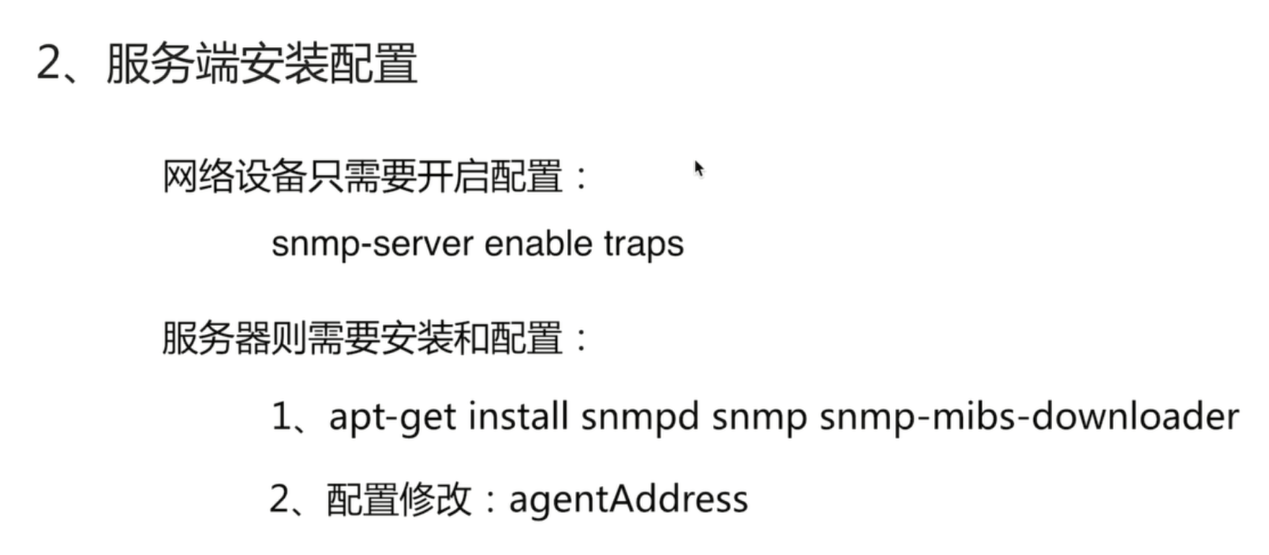 2、服务端安装配置
网络设备只需要开启配置：
snmp-server enable traps
服务器则需要安装和配置：
1、apt-get install snmpd snmp snmp-mibs-downloader
2、配置修改：agentAddress